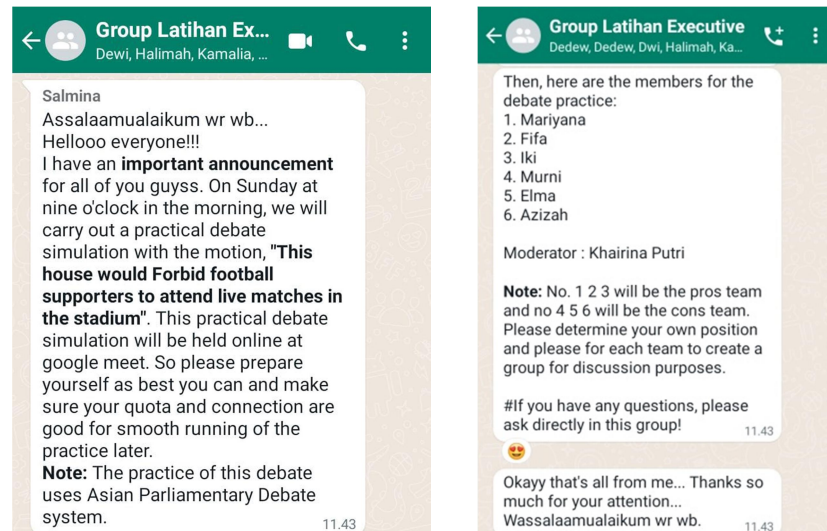 Group Latihan Ex...
Dewi, Halimah, Kamalia, ...
Salmina
Assalaamualaikum wr wb...
Hellooo everyone!!!
I have an important announcement
for all of you guyss. On Sunday at
nine o'clock in the morning, we will
carry out a practical debate
simulation with the motion, "This
house would Forbid football
supporters to attend live matches in
the stadium". This practical debate
simulation will be held online at
google meet. So please prepare
yourself as best you can and make
sure your quota and connection are
good for smooth running of the
practice later.
Note: The practice of this debate
uses Asian Parliamentary Debate
system.
11.43
Group Latihan Executive
Dedew, Dedew, Dwi, Halimah, Ka...
Then, here are the members for the
debate practice:
1. Mariyana
2. Fifa
3. Iki
4. Murni
5. Elma
6. Azizah
Moderator : Khairina Putri
Note: No. 1 2 3 will be the pros team
and no 4 5 6 will be the cons team.
Please determine your own position
and please for each team to create a
group for discussion purposes.
#If you have any questions, please
ask directly in this group!
11.43
Okayy that's all from me... Thanks so
much for your attention...
Wassalaamualaikum wr wb.
11.43